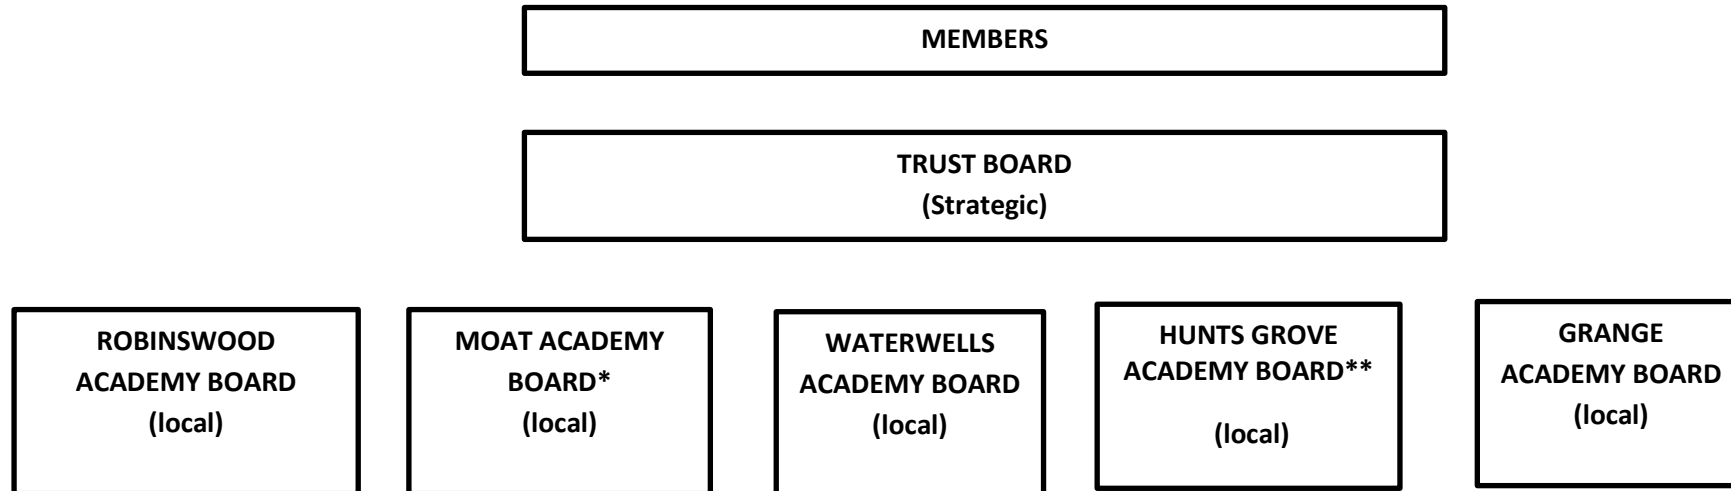 MEMBERS
TRUST BOARD
(Strategic)
ROBINSWOOD
ACADEMY BOARD
(local)
MOAT ACADEMY
BOARD*
(local)
WATERWELLS
ACADEMY BOARD
(local)
HUNTS GROVE
ACADEMY BOARD**
(local)
GRANGE
ACADEMY BOARD
(local)